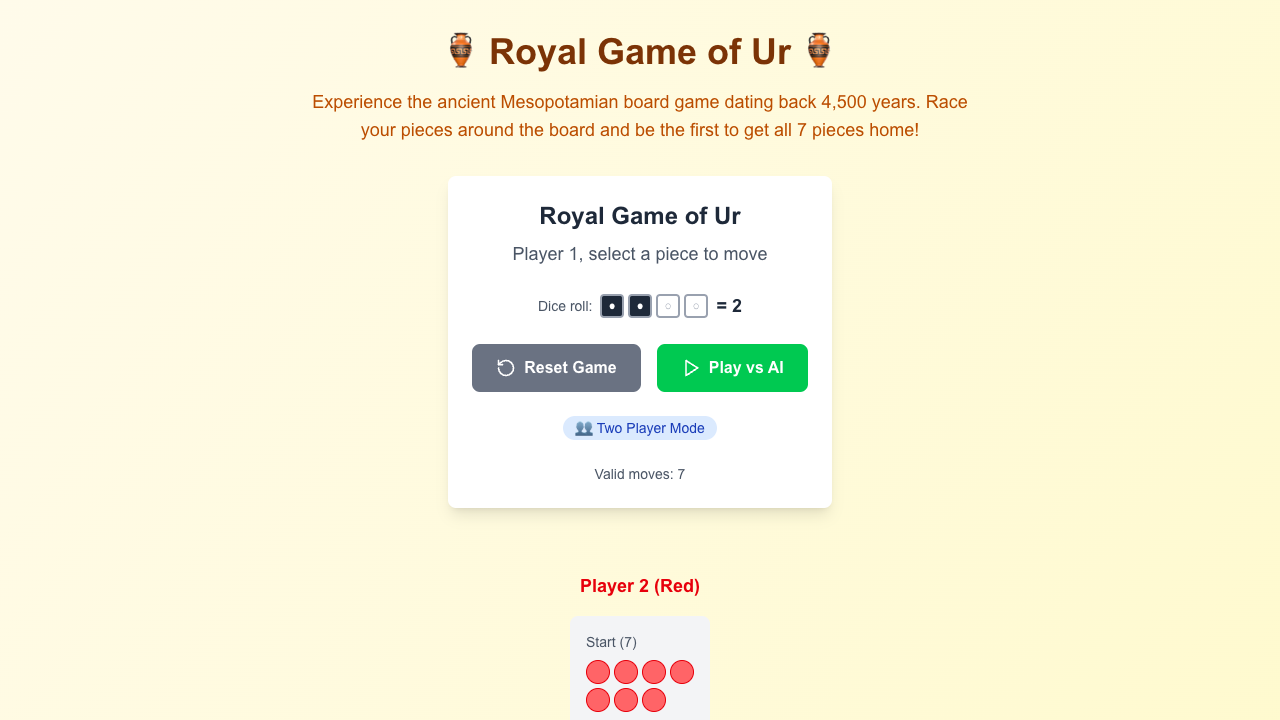 🏺 Royal Game of Ur 🏺
Experience the ancient Mesopotamian board game dating back 4,500 years. Race
your pieces around the board and be the first to get all 7 pieces home!
Royal Game of Ur
Player 1, select a piece to move
Dice roll: ● ● ○ ○ = 2
Reset Game
Play vs AI
👥 Two Player Mode
Valid moves: 7
Player 2 (Red)
Start (7)